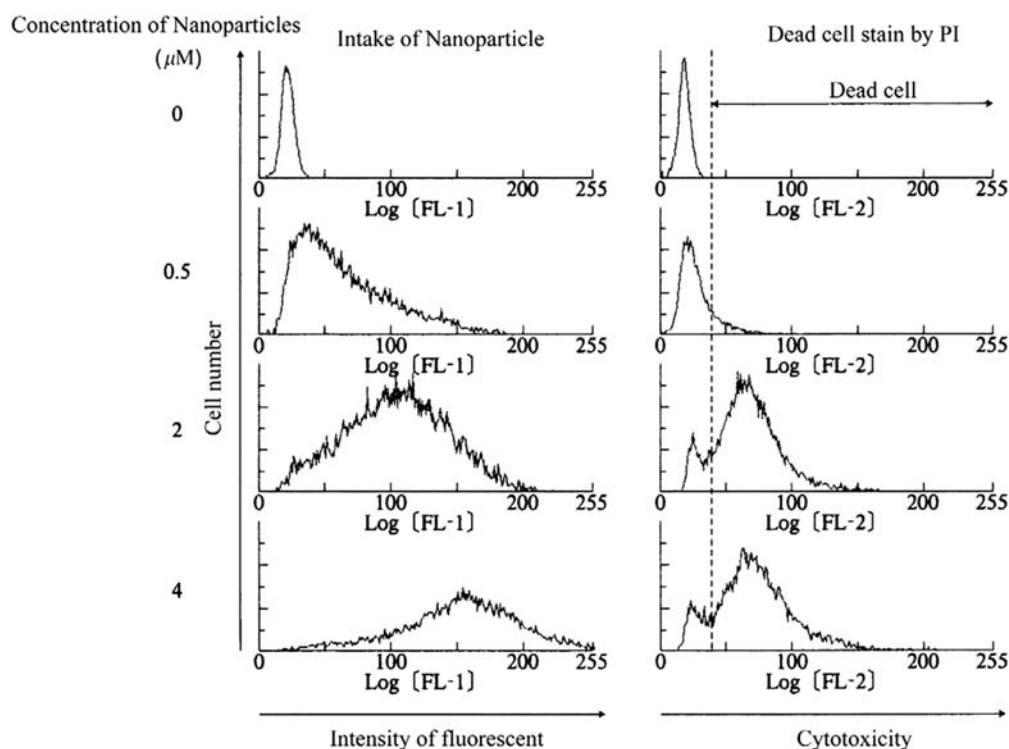 Concentration of Nanoparticles
(μM)
Intake of Nanoparticle
Dead cell stain by PI
Dead cell
0
0 100 200 255
Log [FL-1]
0 100 200 255
Log [FL-2]
0.5
0 100 200 255
Log [FL-1]
0 100 200 255
Log [FL-2]
Cell number
2
0 100 200 255
Log [FL-1]
0 100 200 255
Log [FL-2]
4
0 100 200 255
Log [FL-1]
0 100 200 255
Log [FL-2]
Intensity of fluorescent
Cytotoxicity